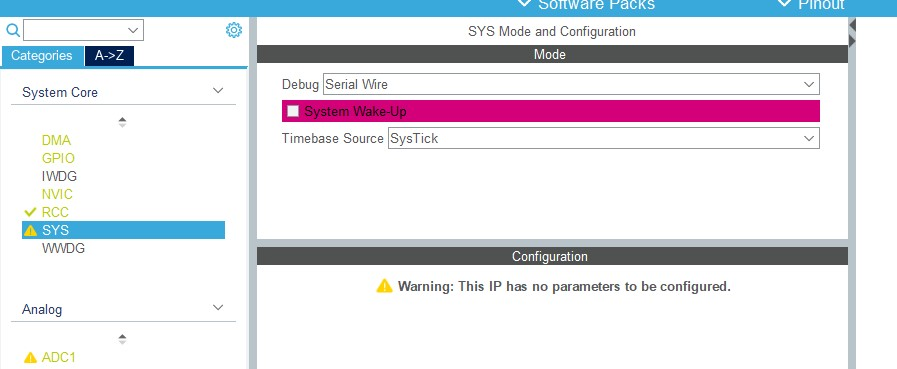 Software Packs
Pinout
Categories
A->Z
System Core
DMA
GPIO
IWDG
NVIC
RCC
SYS
WWDG
Analog
ADC1
SYS Mode and Configuration
Mode
Debug Serial Wire
System Wake-Up
Timebase Source SysTick
Configuration
Warning: This IP has no parameters to be configured.